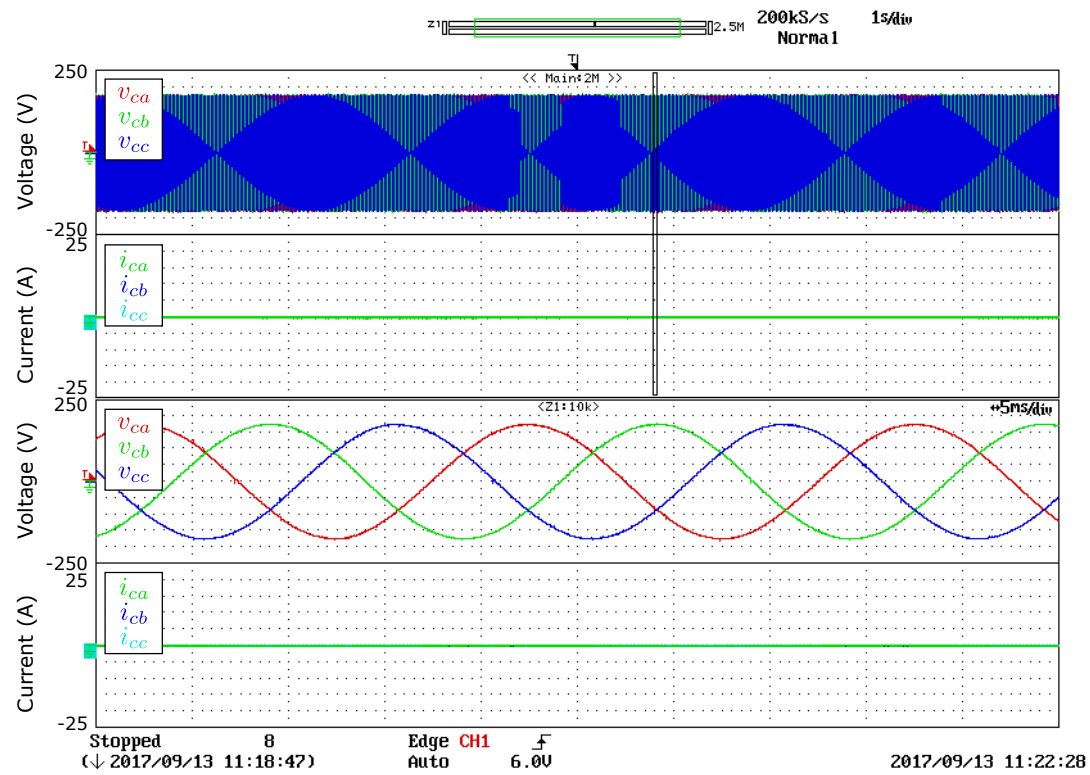 Z1 2.5M 200kS/s 1s/div
Normal
T
<< Main:2M >>
250
Voltage (V)
v_ca
v_cb
v_cc
-250
25
Current (A)
i_ca
i_cb
i_cc
-25
<Z1:10k> ↔5ms/div
250
Voltage (V)
v_ca
v_cb
v_cc
-250
25
Current (A)
i_ca
i_cb
i_cc
-25
Stopped 8 Edge CH1
(↓ 2017/09/13 11:18:47) Auto 6.0V 2017/09/13 11:22:28